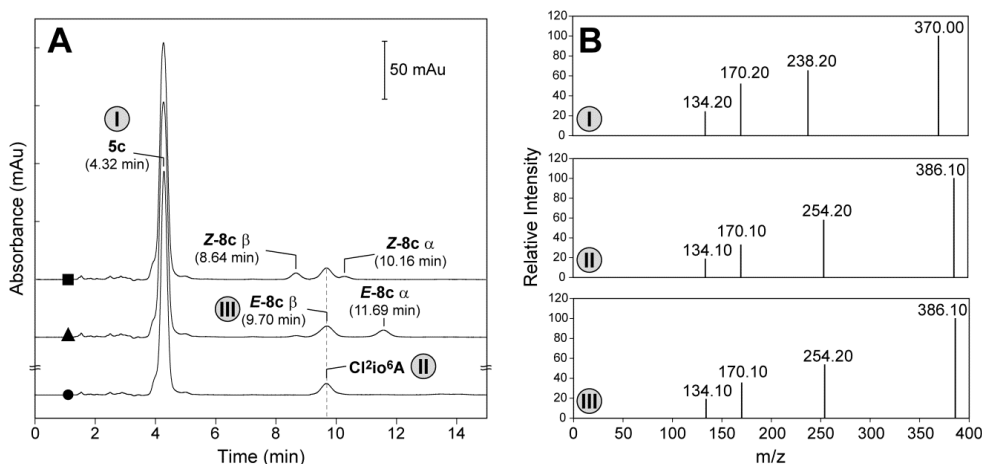 A
50 mAu
I
5c
(4.32 min)
Z-8c β
(8.64 min)
Z-8c α
(10.16 min)
III
E-8c β
(9.70 min)
E-8c α
(11.69 min)
Cl²io⁶A
II
Absorbance (mAu)
0 2 4 6 8 10 12 14
Time (min)
B
120
100
80
60
40
20
0
370.00
238.20
170.20
134.20
I
120
100
80
60
40
20
0
386.10
254.20
170.10
134.10
II
120
100
80
60
40
20
0
386.10
254.20
170.10
134.10
III
Relative Intensity
0 50 100 150 200 250 300 350 400
m/z